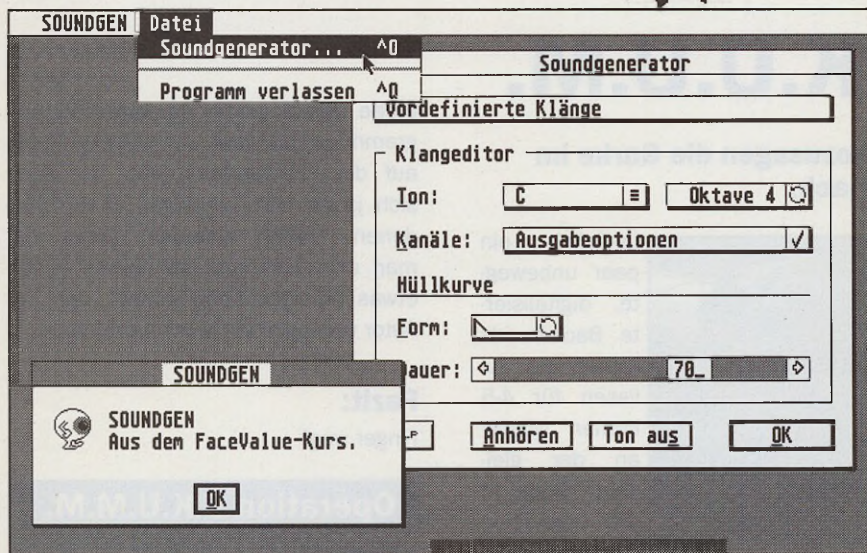 SOUNDGEN Datei
Soundgenerator... ^O
Programm verlassen ^Q
Soundgenerator
Vordefinierte Klänge
Klangeditor
Ton: C Oktave 4
Kanäle: Ausgabeoptionen
Hüllkurve
Form:
Dauer: 70_
Anhören Ton aus OK
SOUNDGEN
SOUNDGEN
Aus dem FaceValue-Kurs.
OK